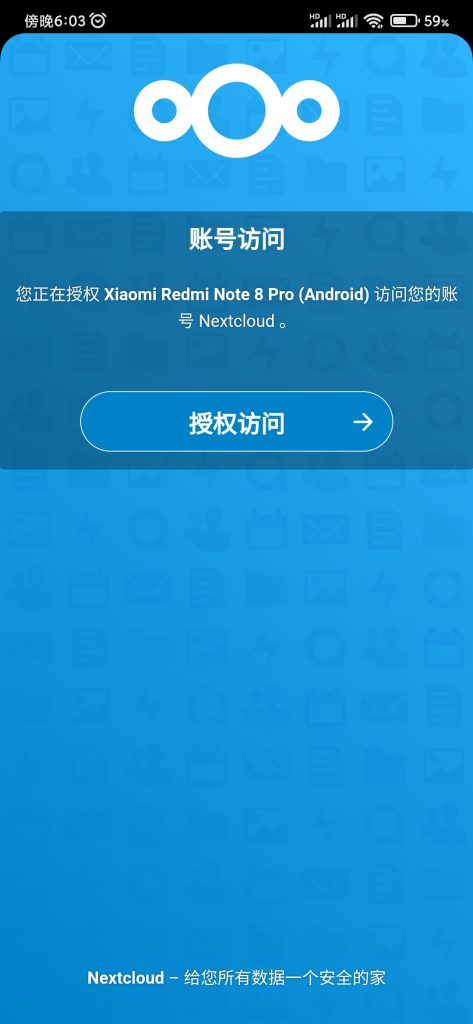 傍晚6:03 HD HD 59%
账号访问
您正在授权 Xiaomi Redmi Note 8 Pro (Android) 访问您的账
号 Nextcloud 。
授权访问
Nextcloud – 给您所有数据一个安全的家